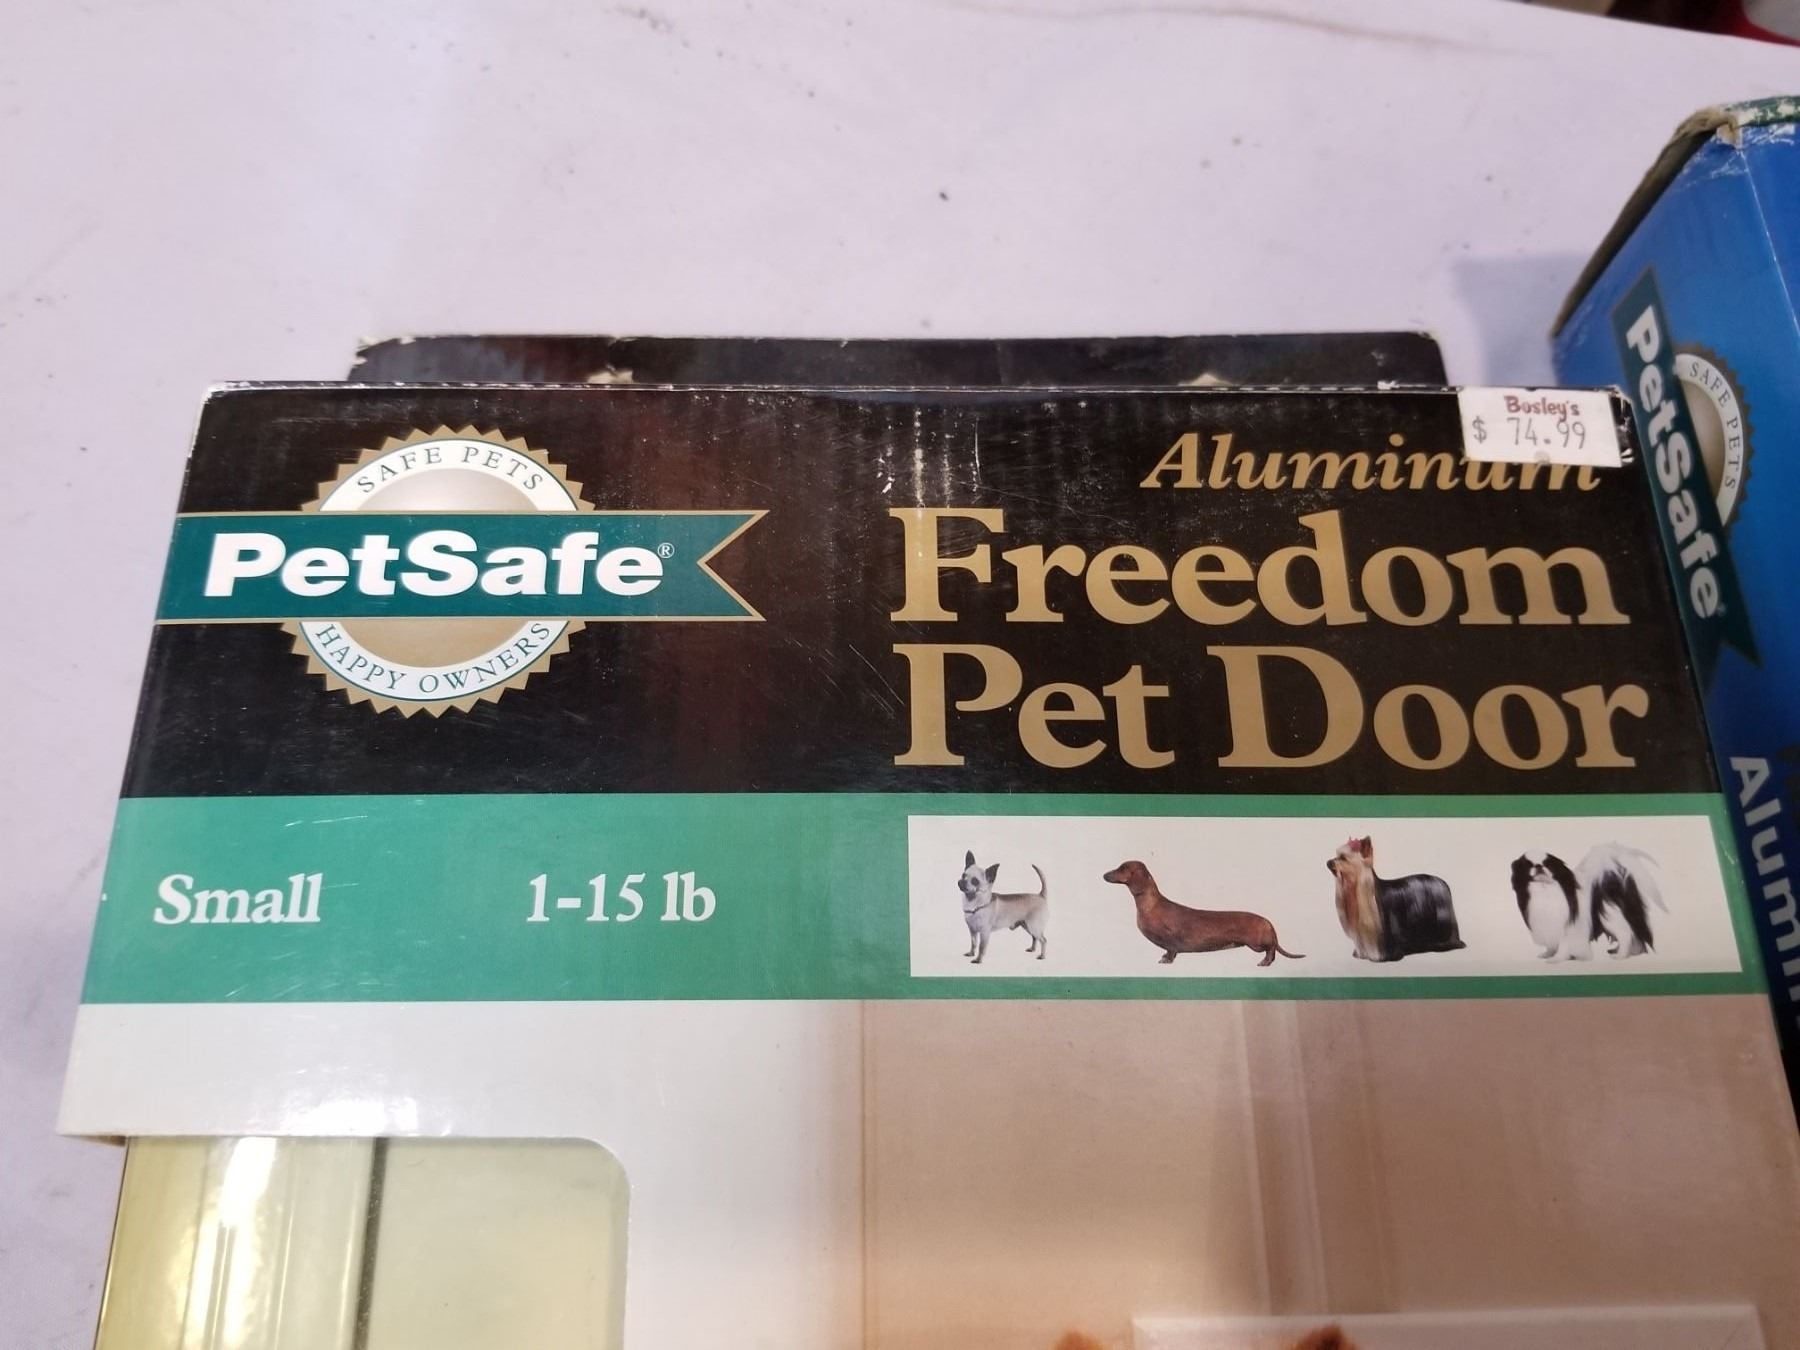 SAFE PETS
PetSafe®
HAPPY OWNERS
Bosley's
$ 74.99
Aluminum
Freedom
Pet Door
Small 1-15 lb
SAFE PETS
PetSafe